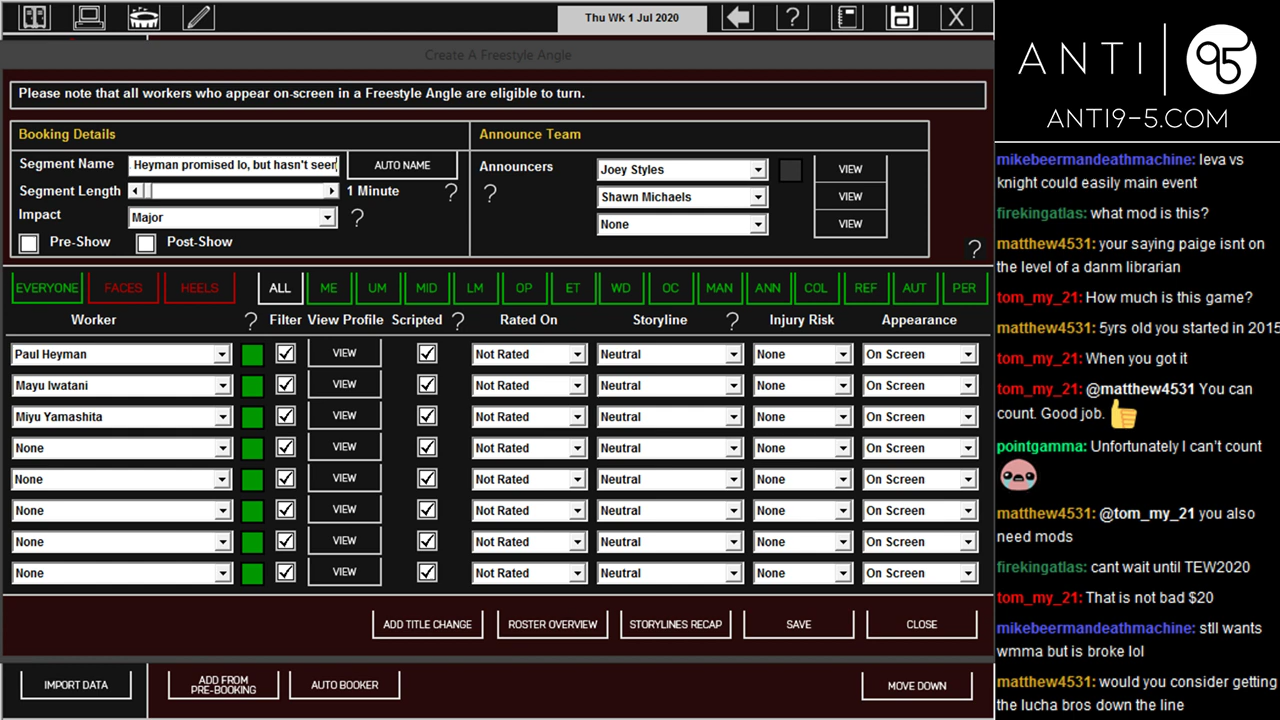 Thu Wk 1 Jul 2020
?
X
Create A Freestyle Angle
Please note that all workers who appear on-screen in a Freestyle Angle are eligible to turn.
Booking Details
Segment Name Heyman promised Io, but hasn't seen AUTO NAME
Segment Length 1 Minute ?
Impact Major ?
Pre-Show Post-Show
Announce Team
Announcers Joey Styles VIEW
? Shawn Michaels VIEW
None VIEW
?
EVERYONE FACES HEELS ALL ME UM MID LM OP ET WD OC MAN ANN COL REF AUT PER
Worker ? Filter View Profile Scripted ? Rated On Storyline ? Injury Risk Appearance
Paul Heyman VIEW Not Rated Neutral None On Screen
Mayu Iwatani VIEW Not Rated Neutral None On Screen
Miyu Yamashita VIEW Not Rated Neutral None On Screen
None VIEW Not Rated Neutral None On Screen
None VIEW Not Rated Neutral None On Screen
None VIEW Not Rated Neutral None On Screen
None VIEW Not Rated Neutral None On Screen
None VIEW Not Rated Neutral None On Screen
ADD TITLE CHANGE ROSTER OVERVIEW STORYLINES RECAP SAVE CLOSE
IMPORT DATA ADD FROM PRE-BOOKING AUTO BOOKER MOVE DOWN
ANTI 95
ANTI9-5.COM
mikebeermandeathmachine: leva vs
knight could easily main event
firekingatlas: what mod is this?
matthew4531: your saying paige isnt on
the level of a danm librarian
tom_my_21: How much is this game?
matthew4531: 5yrs old you started in 2015
tom_my_21: When you got it
tom_my_21: @matthew4531 You can
count. Good job.
pointgamma: Unfortunately I can't count
matthew4531: @tom_my_21 you also
need mods
firekingatlas: cant wait until TEW2020
tom_my_21: That is not bad $20
mikebeermandeathmachine: stll wants
wmma but is broke lol
matthew4531: would you consider getting
the lucha bros down the line